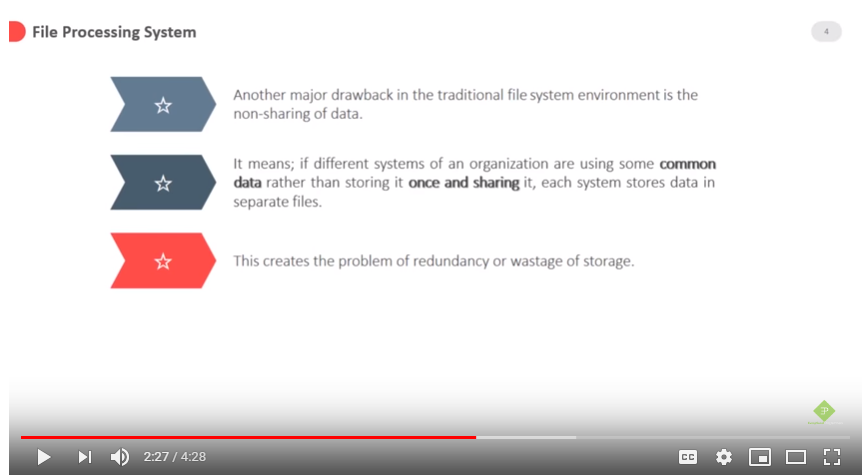 File Processing System
4
Another major drawback in the traditional file system environment is the
non-sharing of data.
It means; if different systems of an organization are using some common
data rather than storing it once and sharing it, each system stores data in
separate files.
This creates the problem of redundancy or wastage of storage.
2:27 / 4:28
CC